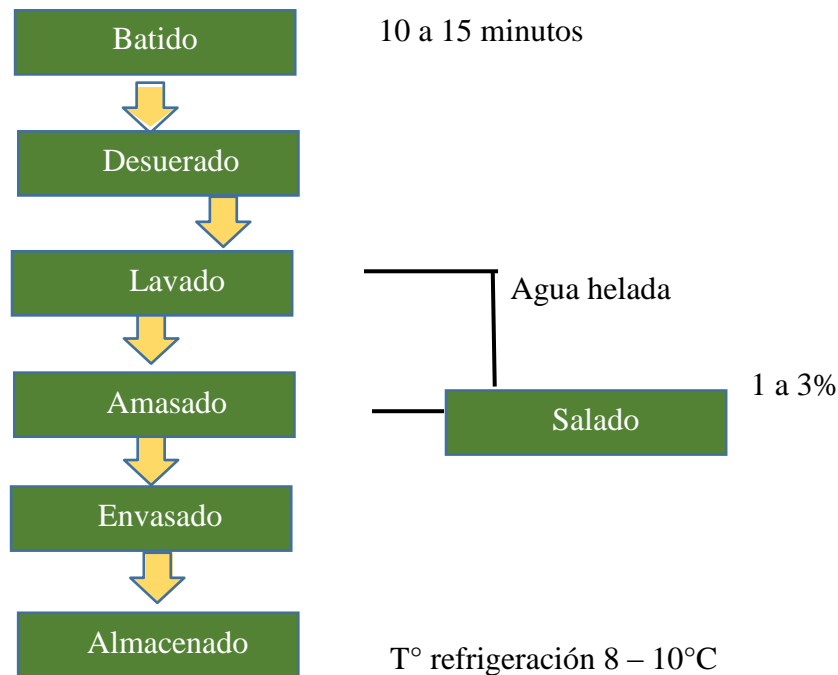 Batido
10 a 15 minutos
Desuerado
Lavado
Agua helada
Amasado
Salado
1 a 3%
Envasado
Almacenado
T° refrigeración 8 – 10°C